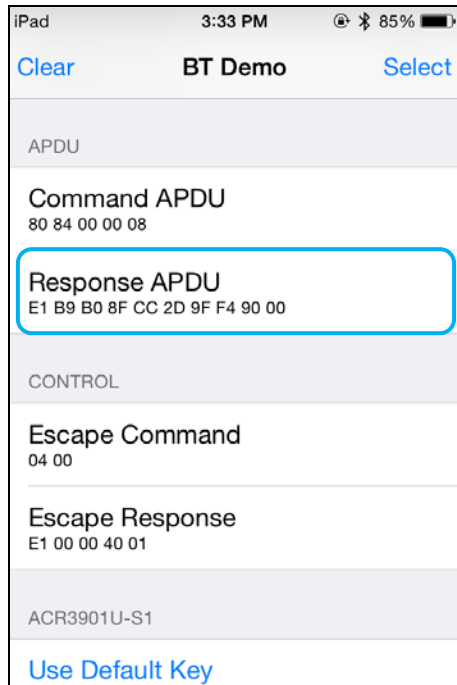 iPad 3:33 PM 85%
Clear BT Demo Select
APDU
Command APDU
80 84 00 00 08
Response APDU
E1 B9 B0 8F CC 2D 9F F4 90 00
CONTROL
Escape Command
04 00
Escape Response
E1 00 00 40 01
ACR3901U-S1
Use Default Key